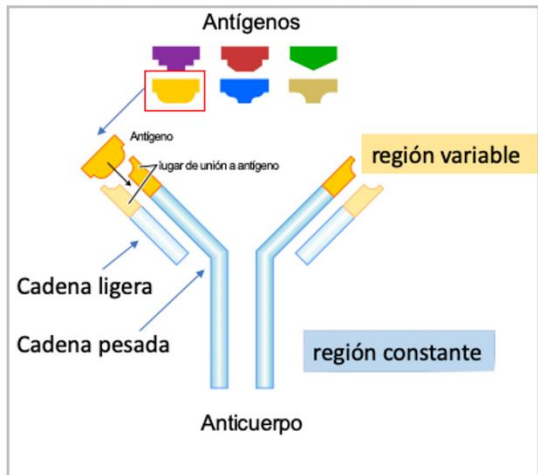 Antígenos
Antígeno
lugar de unión a antígeno
región variable
Cadena ligera
Cadena pesada
región constante
Anticuerpo